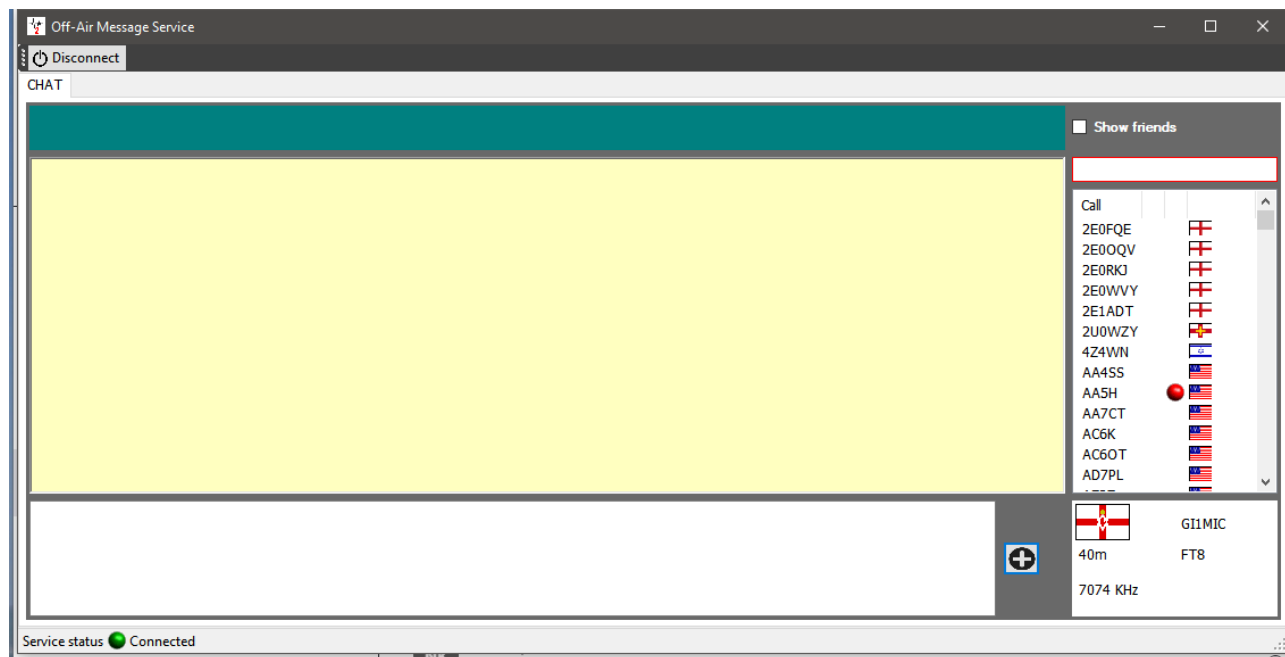 Off-Air Message Service
Disconnect
CHAT
Show friends
Call
2E0FQE
2E0OQV
2E0RKJ
2E0WVY
2E1ADT
2U0WZY
4Z4WN
AA4SS
AA5H
AA7CT
AC6K
AC6OT
AD7PL
GI1MIC
40m FT8
7074 KHz
Service status Connected